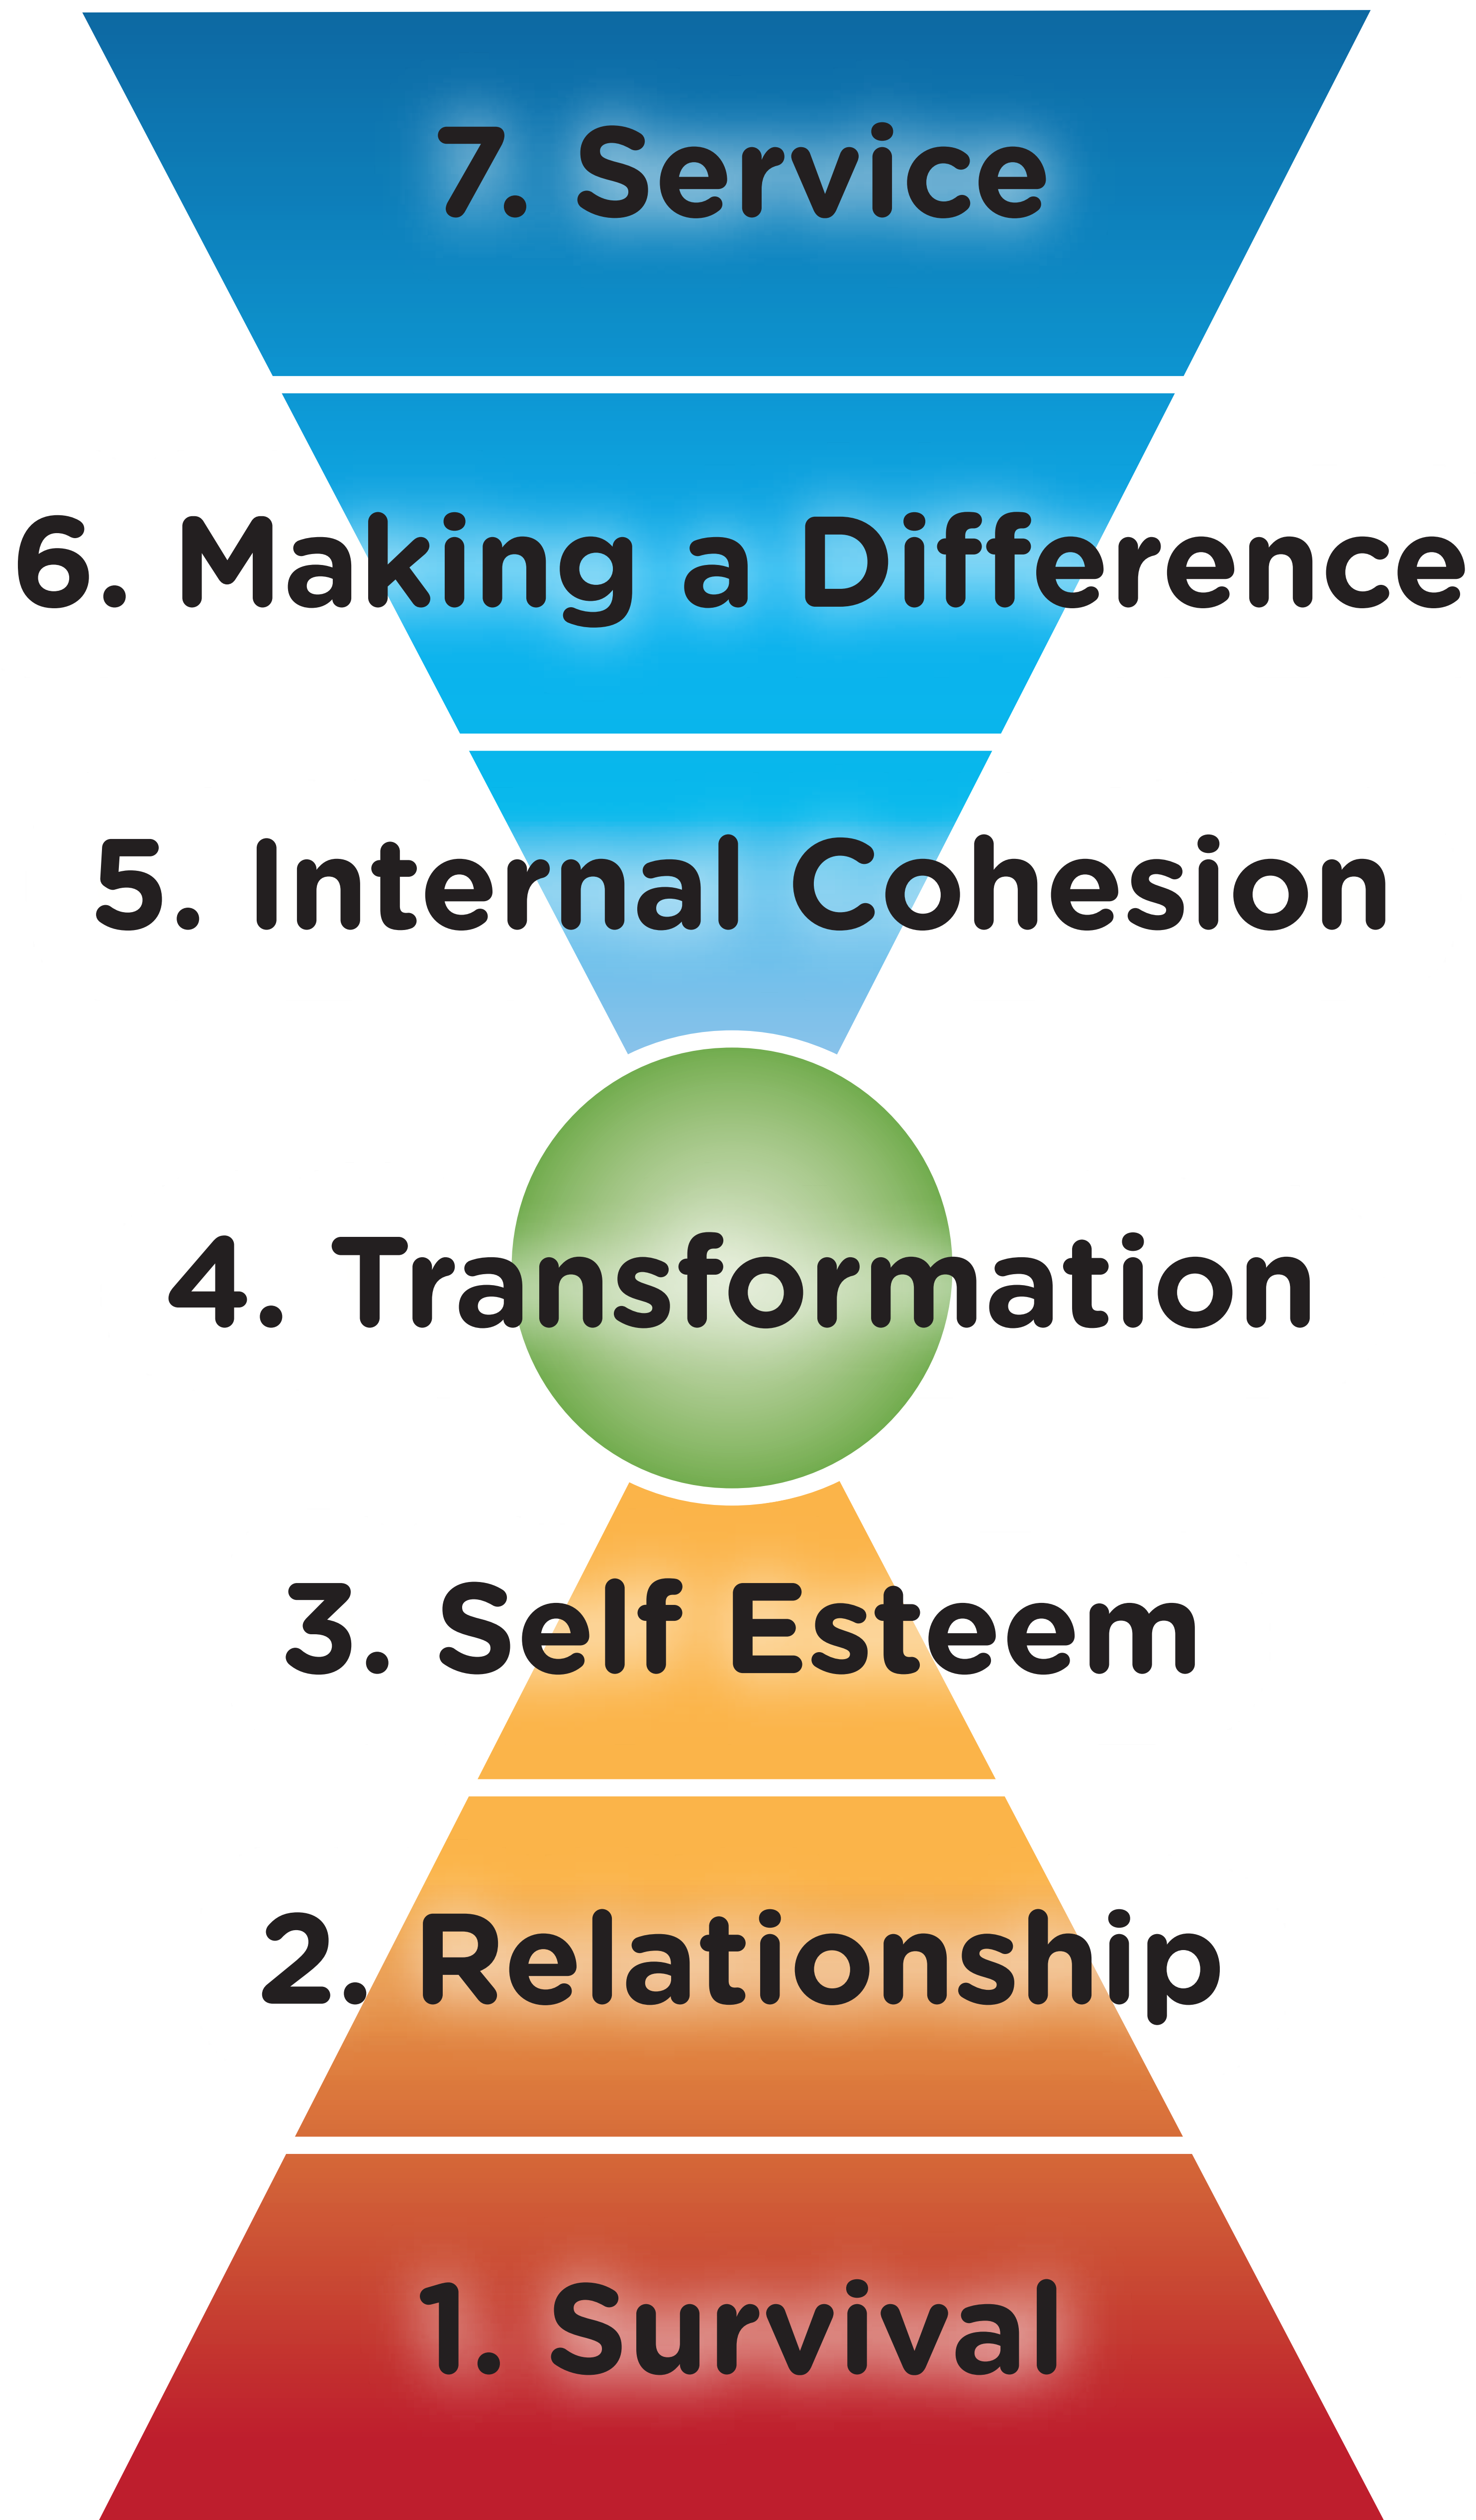 7. Service
6. Making a Difference
5. Internal Cohesion
4. Transformation
3. Self Esteem
2. Relationship
1. Survival